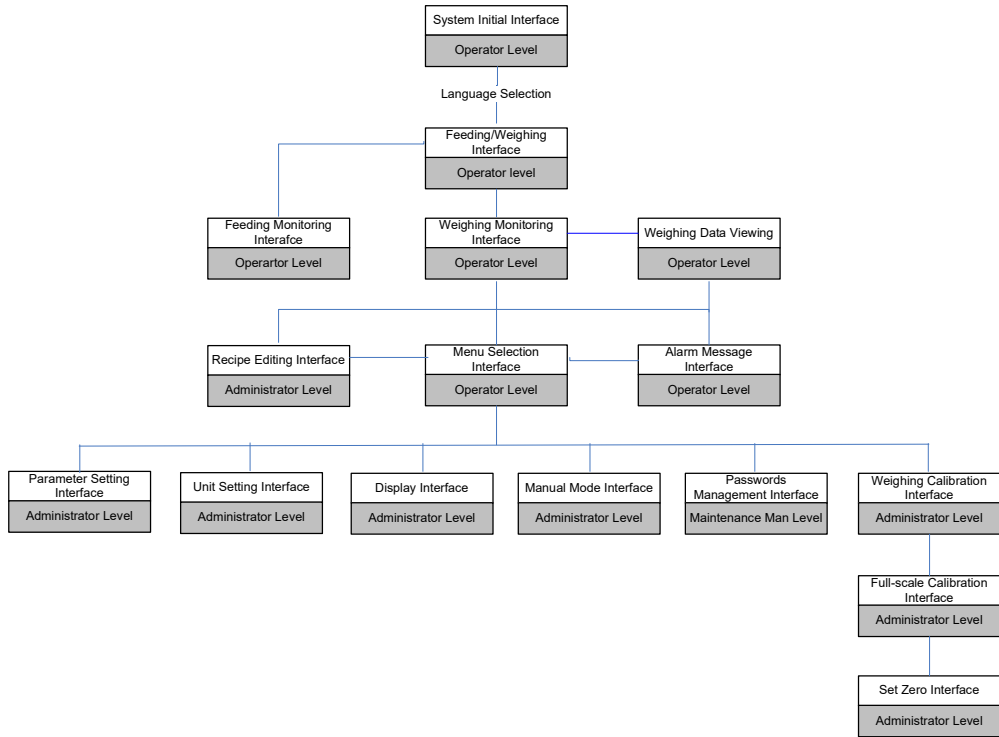 System Initial Interface
Operator Level
Language Selection
Feeding/Weighing
Interface
Operator level
Feeding Monitoring
Interafce
Operartor Level
Weighing Monitoring
Interface
Operator Level
Weighing Data Viewing
Operator Level
Recipe Editing Interface
Administrator Level
Menu Selection
Interface
Operator Level
Alarm Message
Interface
Operator Level
Parameter Setting
Interface
Administrator Level
Unit Setting Interface
Administrator Level
Display Interface
Administrator Level
Manual Mode Interface
Administrator Level
Passwords
Management Interface
Maintenance Man Level
Weighing Calibration
Interface
Administrator Level
Full-scale Calibration
Interface
Administrator Level
Set Zero Interface
Administrator Level